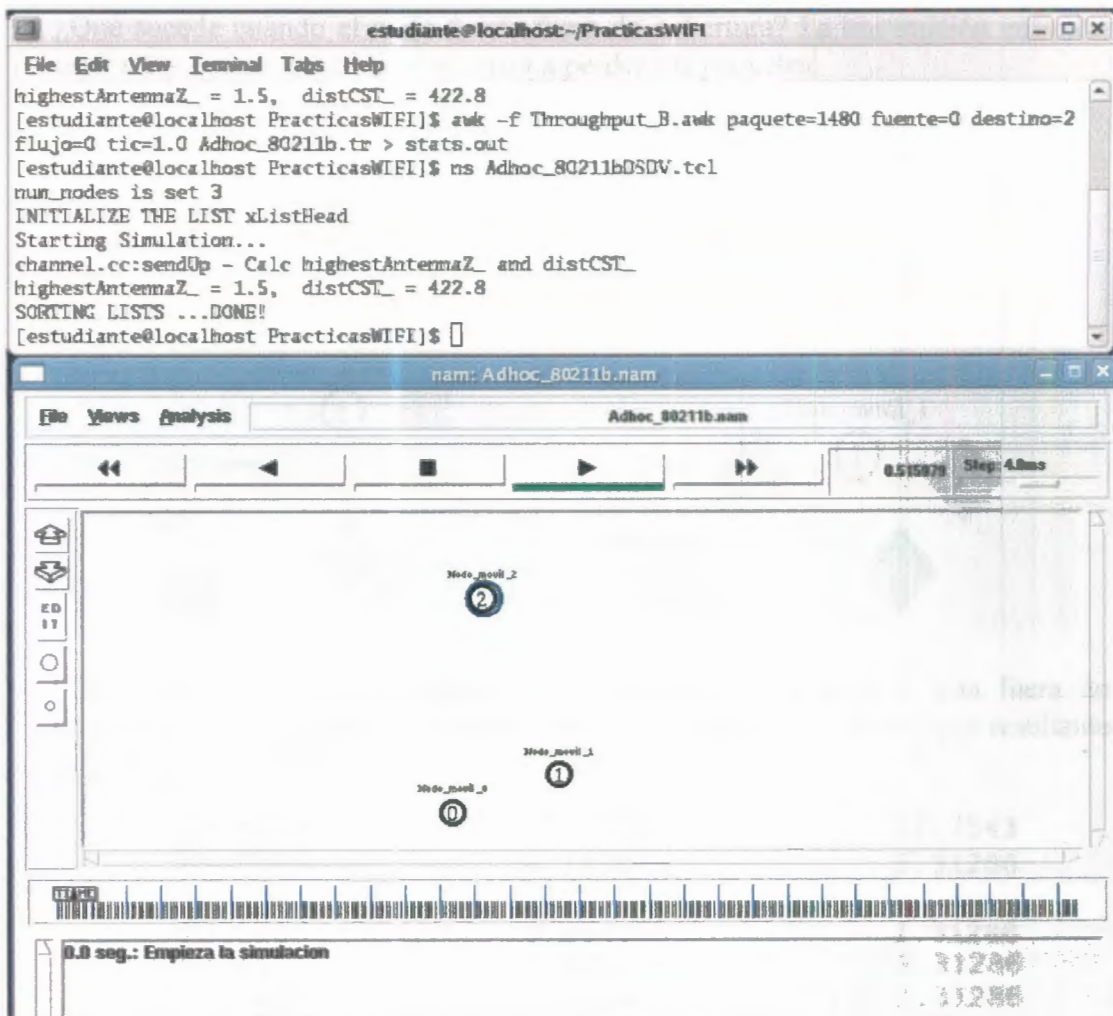 estudiante@localhost:~/PracticasWIFI
File Edit View Terminal Tabs Help
highestAntennaZ_ = 1.5, distCST_ = 422.8
[estudiante@localhost PracticasWIFI]$ awk -f Throughput_B.awk paquete=1480 fuente=0 destino=2
flujo=0 tic=1.0 Adhoc_80211b.tr > stats.out
[estudiante@localhost PracticasWIFI]$ ns Adhoc_80211bDSDV.tcl
num_nodes is set 3
INITIALIZE THE LIST xListHead
Starting Simulation...
channel.cc:sendUp - Calc highestAntennaZ_ and distCST_
highestAntennaZ_ = 1.5, distCST_ = 422.8
SORTING LISTS ...DONE!
[estudiante@localhost PracticasWIFI]$
nam: Adhoc_80211b.nam
File Views Analysis Adhoc_80211b.nam
0.515979 Step: 4.0ms
ED
IT
Nodo_movil_2
2
Nodo_movil_1
1
Nodo_movil_0
0
TIME
0.0 seg.: Empieza la simulacion